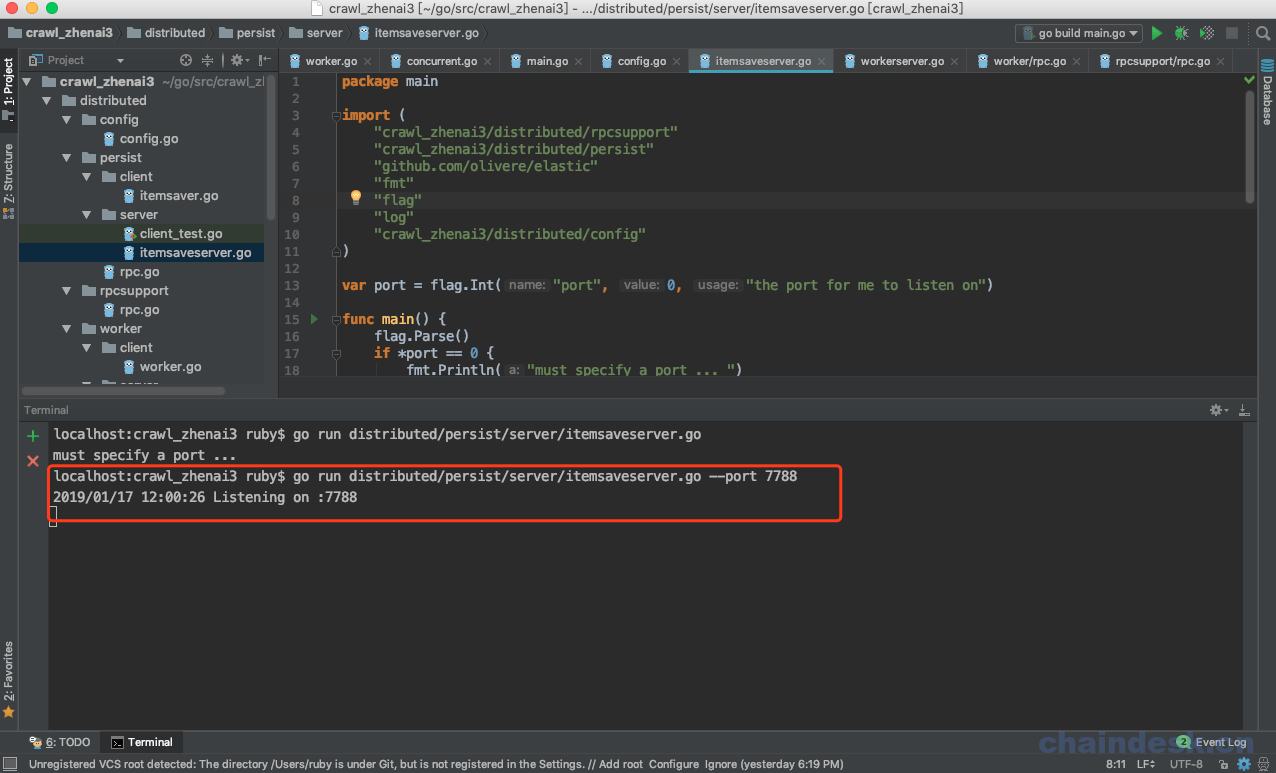 crawl_zhenai3 [~/go/src/crawl_zhenai3] - .../distributed/persist/server/itemsaveserver.go [crawl_zhenai3]
crawl_zhenai3 distributed persist server itemsaveserver.go go build main.go
Project
worker.go concurrent.go main.go config.go itemsaveserver.go workerserver.go worker/rpc.go rpcsupport/rpc.go
1: Project
Z: Structure
2: Favorites
Database
crawl_zhenai3 ~/go/src/crawl_zl
distributed
config
config.go
persist
client
itemsaver.go
server
client_test.go
itemsaveserver.go
rpc.go
rpcsupport
rpc.go
worker
client
worker.go
server
1 package main
2
3 import (
4 "crawl_zhenai3/distributed/rpcsupport"
5 "crawl_zhenai3/distributed/persist"
6 "github.com/olivere/elastic"
7 "fmt"
8 "flag"
9 "log"
10 "crawl_zhenai3/distributed/config"
11 )
12
13 var port = flag.Int( name: "port", value: 0, usage: "the port for me to listen on")
14
15 func main() {
16 flag.Parse()
17 if *port == 0 {
18 fmt.Println( a: "must specify a port ... ")
Terminal
localhost:crawl_zhenai3 ruby$ go run distributed/persist/server/itemsaveserver.go
must specify a port ...
localhost:crawl_zhenai3 ruby$ go run distributed/persist/server/itemsaveserver.go --port 7788
2019/01/17 12:00:26 Listening on :7788
6: TODO Terminal 2 Event Log
chaindesk.cn
Unregistered VCS root detected: The directory /Users/ruby is under Git, but is not registered in the Settings. // Add root Configure Ignore (yesterday 6:19 PM) 8:11 LF UTF-8